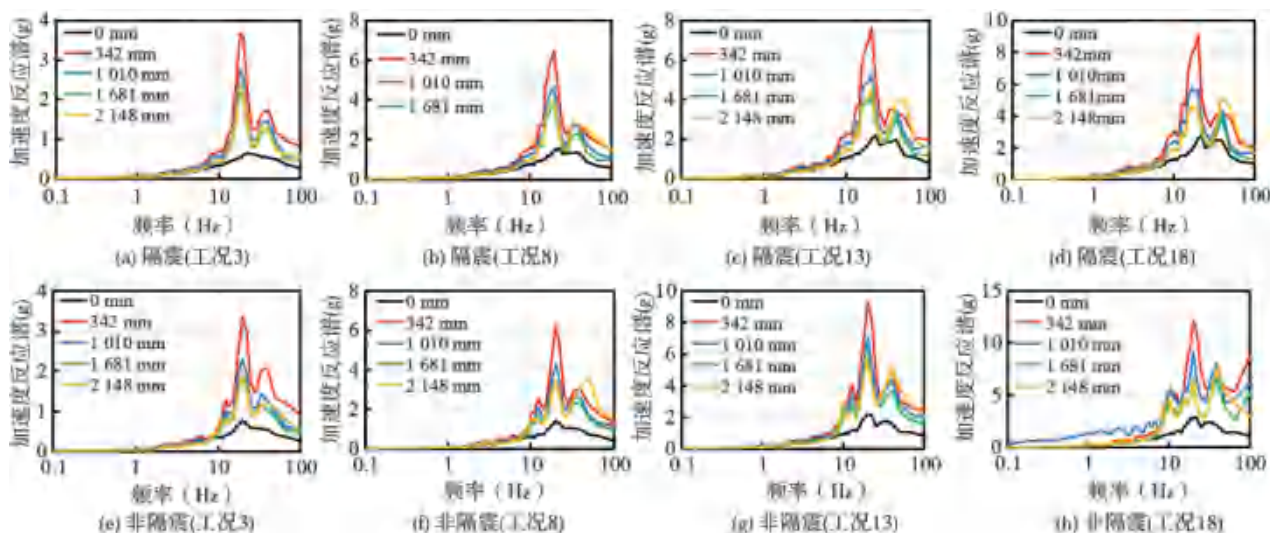 加速度反应谱(g)
4
3
2
1
0
0 mm
342 mm
1 010 mm
1 681 mm
2 148 mm
0.1 1 10 100
频率（Hz）
(a) 隔震(工况3)
加速度反应谱(g)
8
6
4
2
0
0 mm
342 mm
1 010 mm
1 681 mm
0.1 1 10 100
频率（Hz）
(b) 隔震(工况8)
加速度反应谱(g)
8
6
4
2
0
0 mm
342 mm
1 010 mm
1 681 mm
2 148 mm
0.1 1 10 100
频率（Hz）
(c) 隔震(工况13)
加速度反应谱(g)
10
8
6
4
2
0
0 mm
342mm
1 010mm
1 681mm
2 148mm
0.1 1 10 100
频率（Hz）
(d) 隔震(工况18)
加速度反应谱(g)
4
3
2
1
0
0 mm
342 mm
1 010 mm
1 681 mm
2 148 mm
0.1 1 10 100
频率（Hz）
(e) 非隔震(工况3)
加速度反应谱(g)
8
6
4
2
0
0 mm
342 mm
1 010 mm
1 681 mm
2 148 mm
0.1 1 10 100
频率（Hz）
(f) 非隔震(工况8)
加速度反应谱(g)
10
8
6
4
2
0
0 mm
342 mm
1 010 mm
1 681 mm
2 148 mm
0.1 1 10 100
频率（Hz）
(g) 非隔震(工况13)
加速度反应谱(g)
15
10
5
0
0 mm
342 mm
1 010 mm
1 681 mm
2 148 mm
0.1 1 10 100
频率（Hz）
(h) 非隔震(工况18)